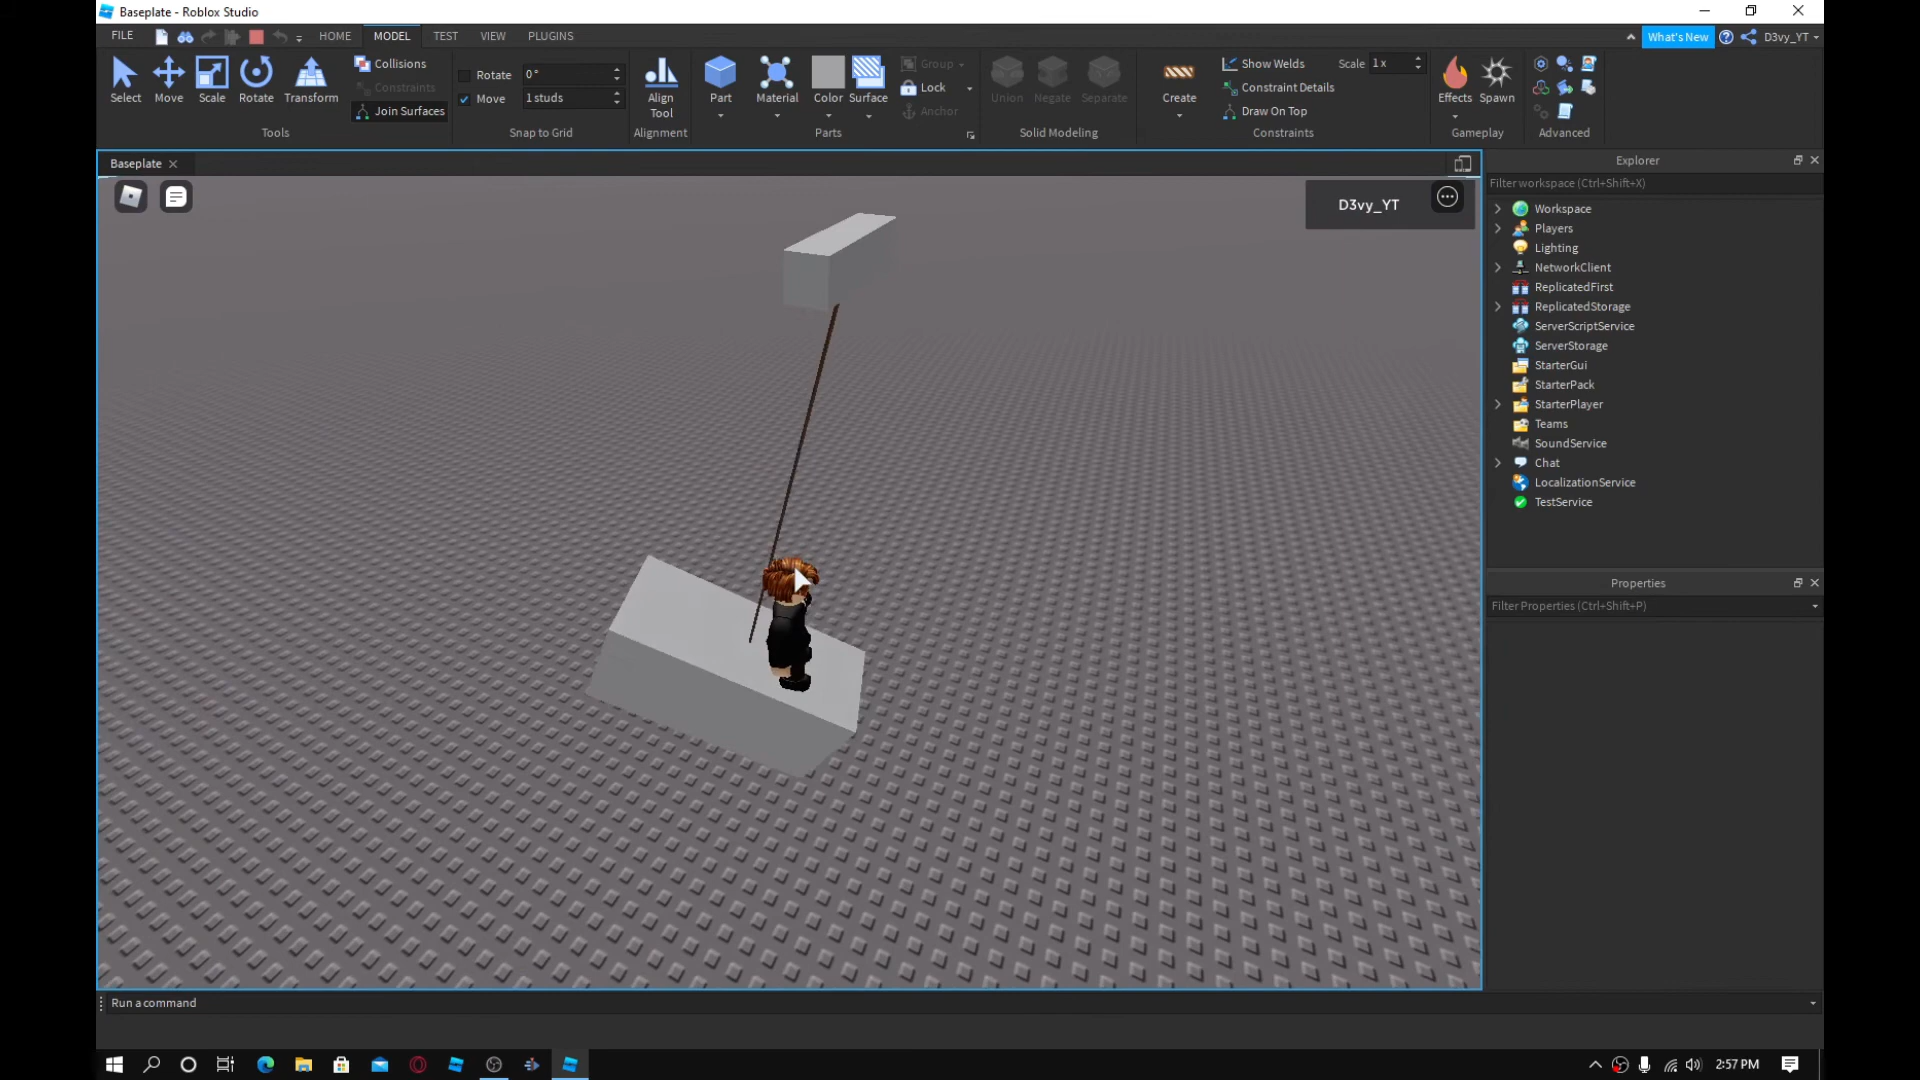 Baseplate - Roblox Studio
FILE HOME MODEL TEST VIEW PLUGINS What's New D3vy_YT
Select Move Scale Rotate Transform
Collisions
Constraints
Join Surfaces
Tools
Rotate 0°
Move 1 studs
Snap to Grid
Align
Tool
Alignment
Part Material Color Surface
Group
Lock
Anchor
Parts
Union Negate Separate
Solid Modeling
Create
Show Welds Scale 1 x
Constraint Details
Draw On Top
Constraints
Effects Spawn
Gameplay
Advanced
Baseplate
D3vy_YT
Explorer
Filter workspace (Ctrl+Shift+X)
Workspace
Players
Lighting
NetworkClient
ReplicatedFirst
ReplicatedStorage
ServerScriptService
ServerStorage
StarterGui
StarterPack
StarterPlayer
Teams
SoundService
Chat
LocalizationService
TestService
Properties
Filter Properties (Ctrl+Shift+P)
Run a command
2:57 PM